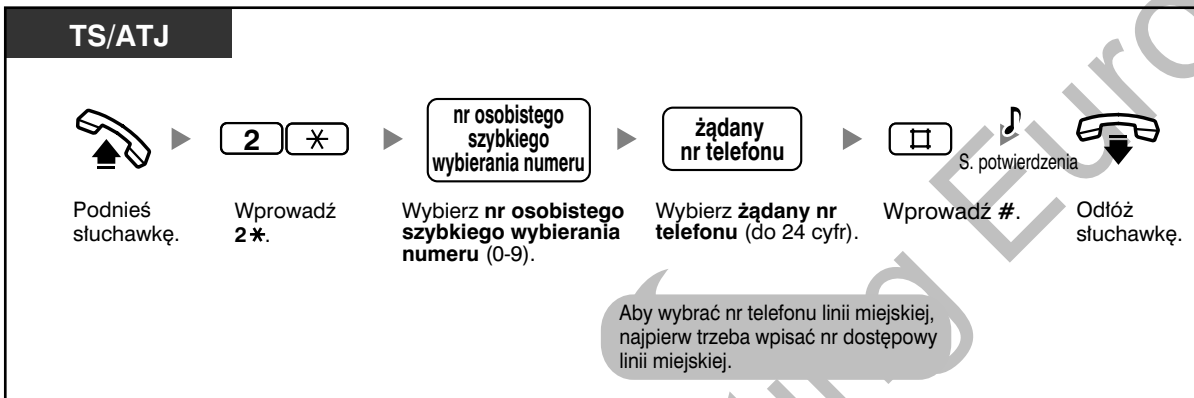 TS/ATJ
2 ✳
nr osobistego
szybkiego
wybierania numeru
żądany
nr telefonu
#
S. potwierdzenia
Podnieś
słuchawkę.
Wprowadź
2✳.
Wybierz nr osobistego
szybkiego wybierania
numeru (0-9).
Wybierz żądany nr
telefonu (do 24 cyfr).
Wprowadź #.
Odłóż
słuchawkę.
Aby wybrać nr telefonu linii miejskiej,
najpierw trzeba wpisać nr dostępowy
linii miejskiej.